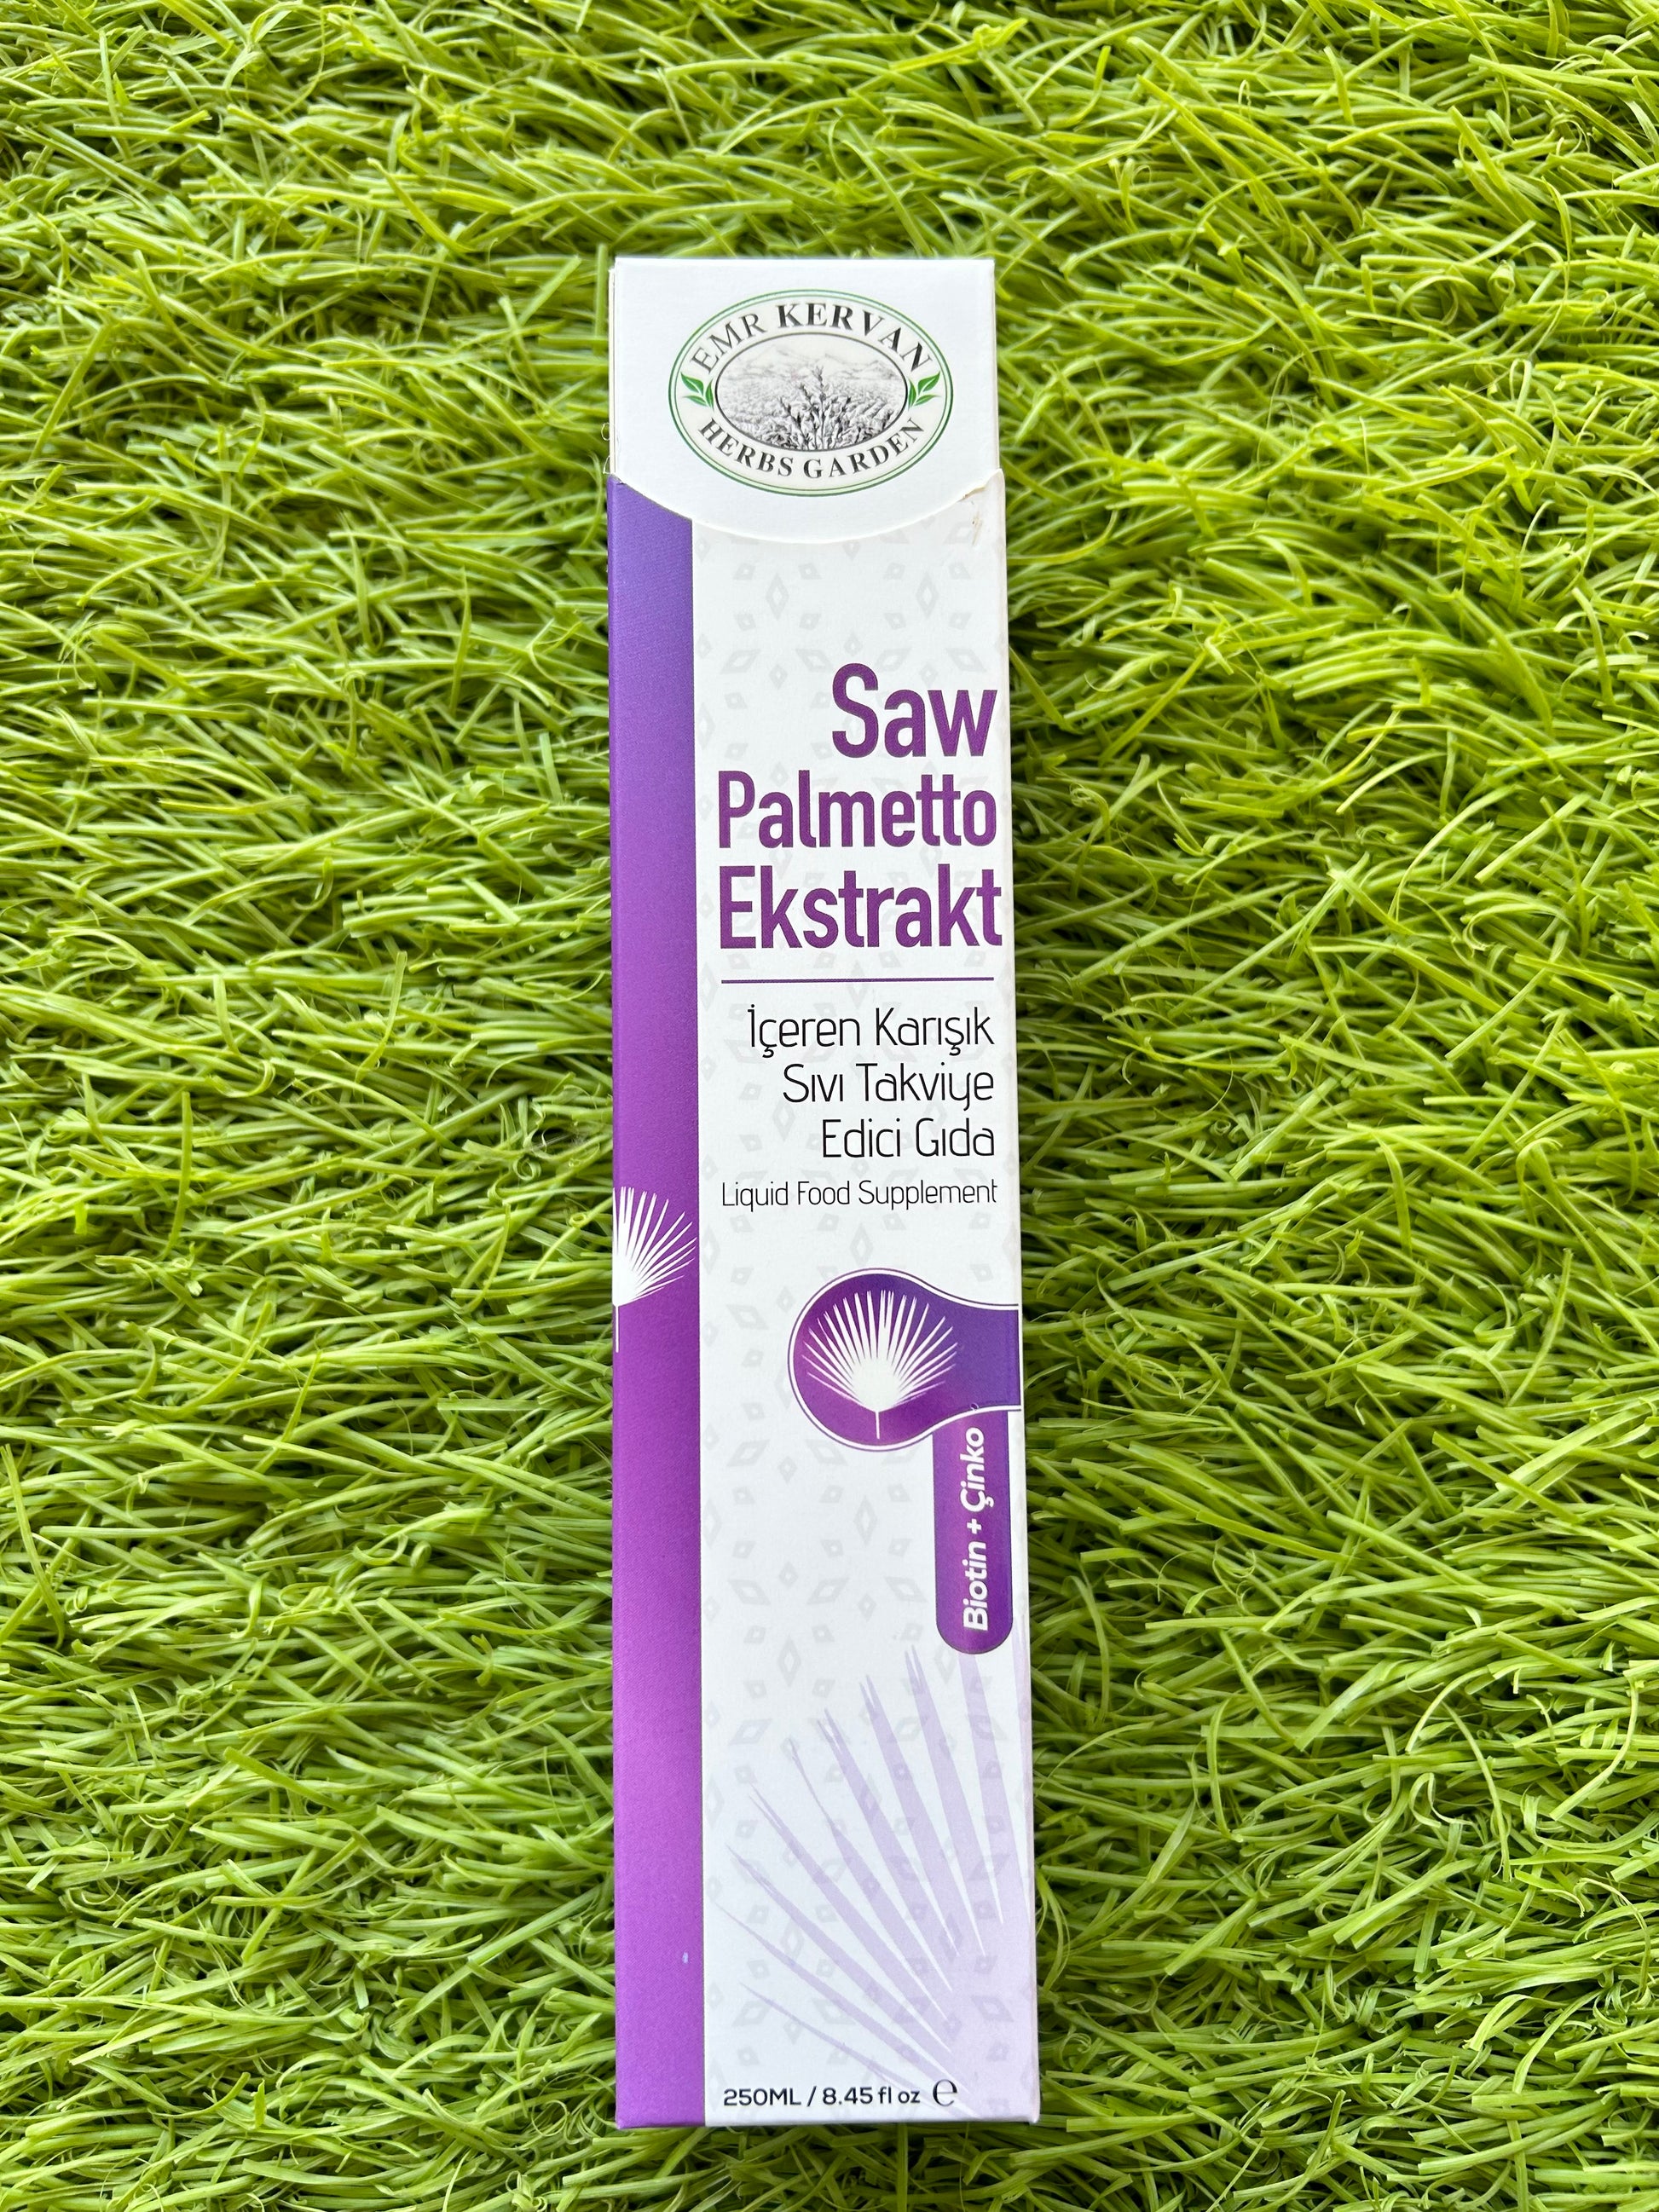 EMR KERVAN
HERBS GARDEN
Saw
Palmetto
Ekstrakt
İçeren Karışık
Sıvı Takviye
Edici Gıda
Liquid Food Supplement
Biotin + Çinko
250ML / 8.45 fl oz ℮